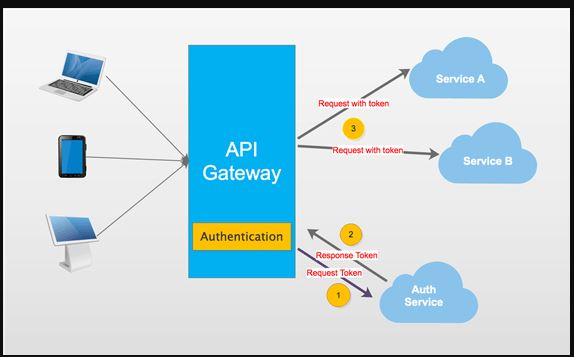 API
Gateway
Authentication
Service A
Request with token
3
Request with token
Service B
2
Response Token
Request Token
1
Auth
Service